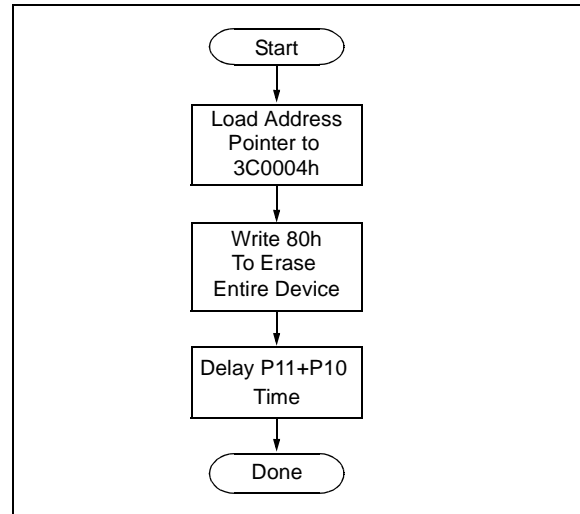 Start
Load Address
Pointer to
3C0004h
Write 80h
To Erase
Entire Device
Delay P11+P10
Time
Done